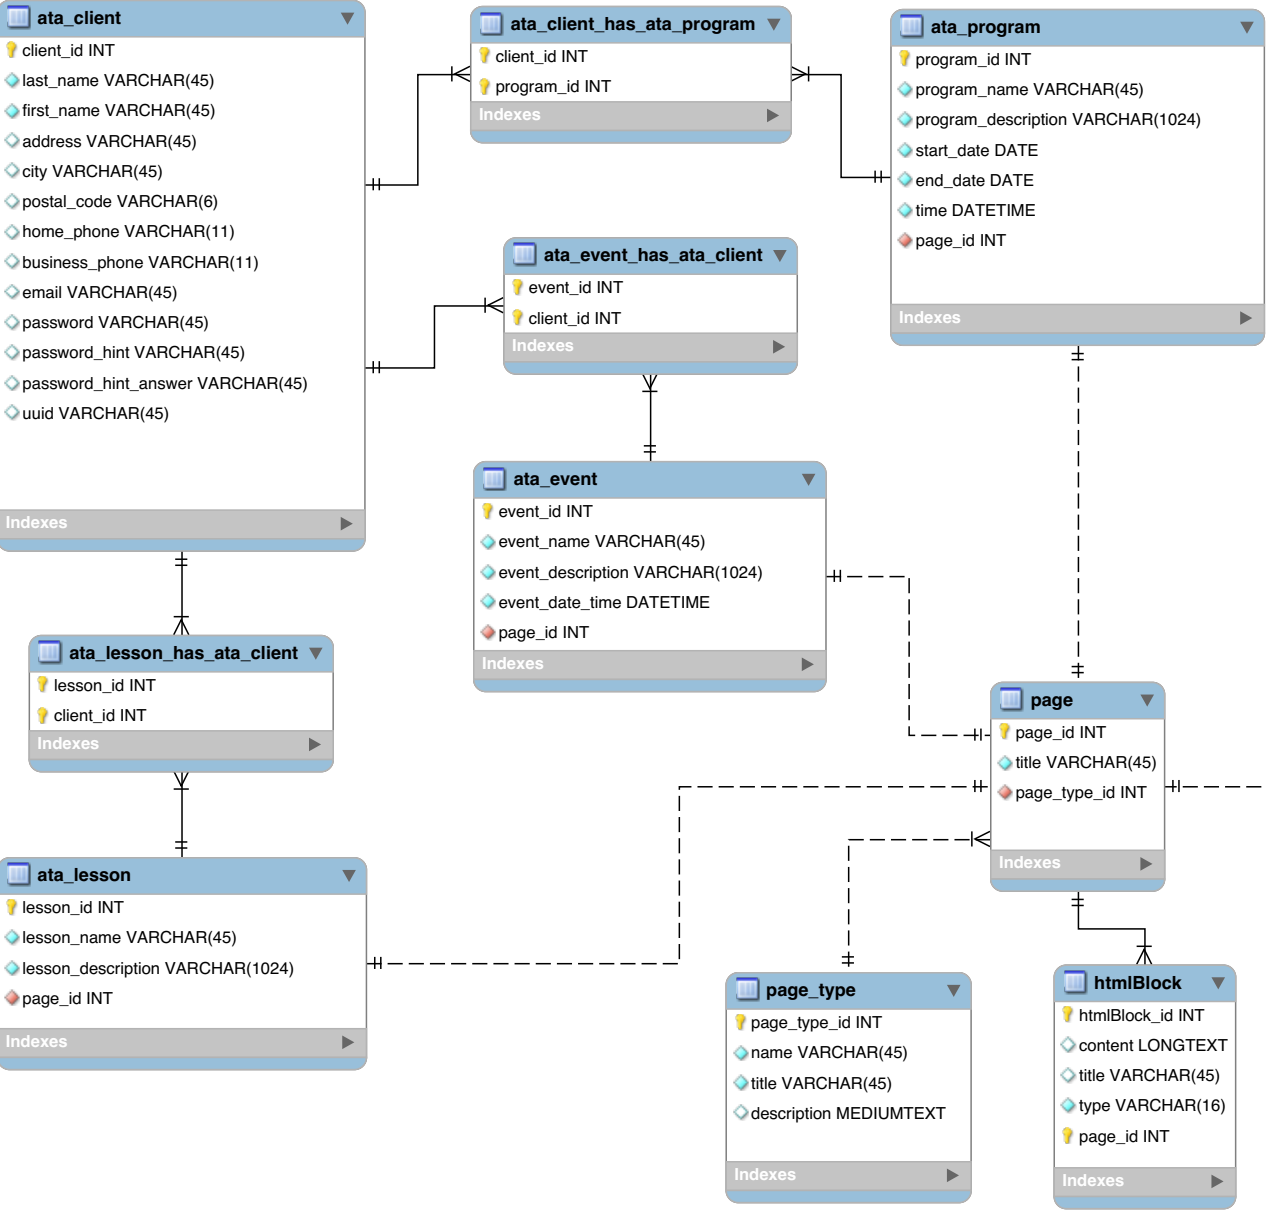 ata_client
client_id INT
last_name VARCHAR(45)
first_name VARCHAR(45)
address VARCHAR(45)
city VARCHAR(45)
postal_code VARCHAR(6)
home_phone VARCHAR(11)
business_phone VARCHAR(11)
email VARCHAR(45)
password VARCHAR(45)
password_hint VARCHAR(45)
password_hint_answer VARCHAR(45)
uuid VARCHAR(45)
Indexes
ata_client_has_ata_program
client_id INT
program_id INT
Indexes
ata_program
program_id INT
program_name VARCHAR(45)
program_description VARCHAR(1024)
start_date DATE
end_date DATE
time DATETIME
page_id INT
Indexes
ata_event_has_ata_client
event_id INT
client_id INT
Indexes
ata_event
event_id INT
event_name VARCHAR(45)
event_description VARCHAR(1024)
event_date_time DATETIME
page_id INT
Indexes
ata_lesson_has_ata_client
lesson_id INT
client_id INT
Indexes
page
page_id INT
title VARCHAR(45)
page_type_id INT
Indexes
ata_lesson
lesson_id INT
lesson_name VARCHAR(45)
lesson_description VARCHAR(1024)
page_id INT
Indexes
page_type
page_type_id INT
name VARCHAR(45)
title VARCHAR(45)
description MEDIUMTEXT
Indexes
htmlBlock
htmlBlock_id INT
content LONGTEXT
title VARCHAR(45)
type VARCHAR(16)
page_id INT
Indexes